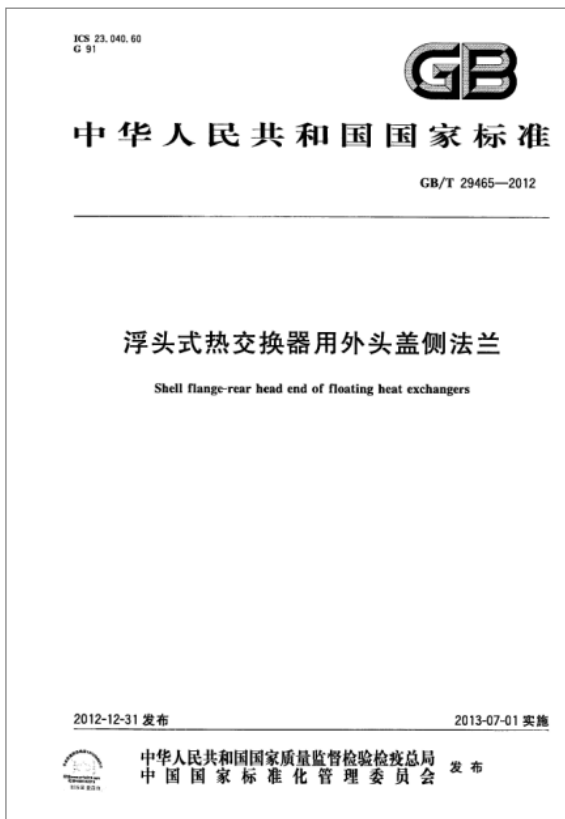 ICS 23.040.60
G 91
GB
中华人民共和国国家标准
GB/T 29465—2012
浮头式热交换器用外头盖侧法兰
Shell flange-rear head end of floating heat exchangers
2012-12-31 发布
2013-07-01 实施
中华人民共和国国家质量监督检验检疫总局
中国国家标准化管理委员会
发布